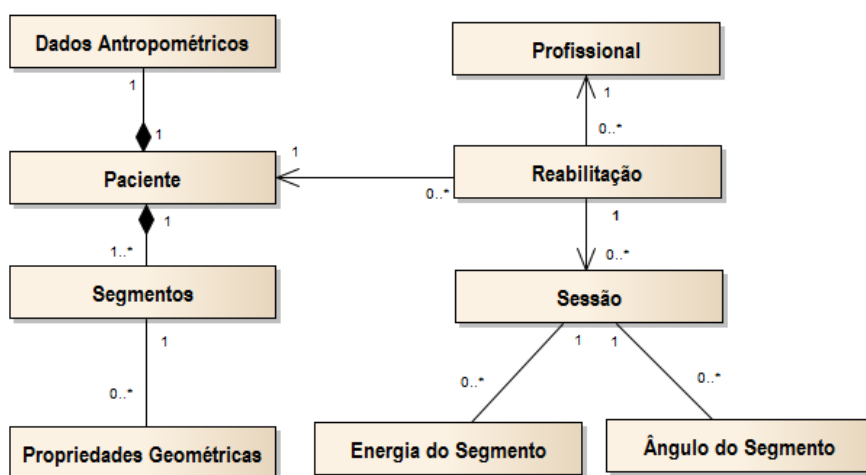 Dados Antropométricos
1
1
Paciente
1
1..*
Segmentos
1
0..*
Propriedades Geométricas
1
0..*
Profissional
1
0..*
Reabilitação
1
0..*
Sessão
1
1
0..*
0..*
Energia do Segmento
Ângulo do Segmento